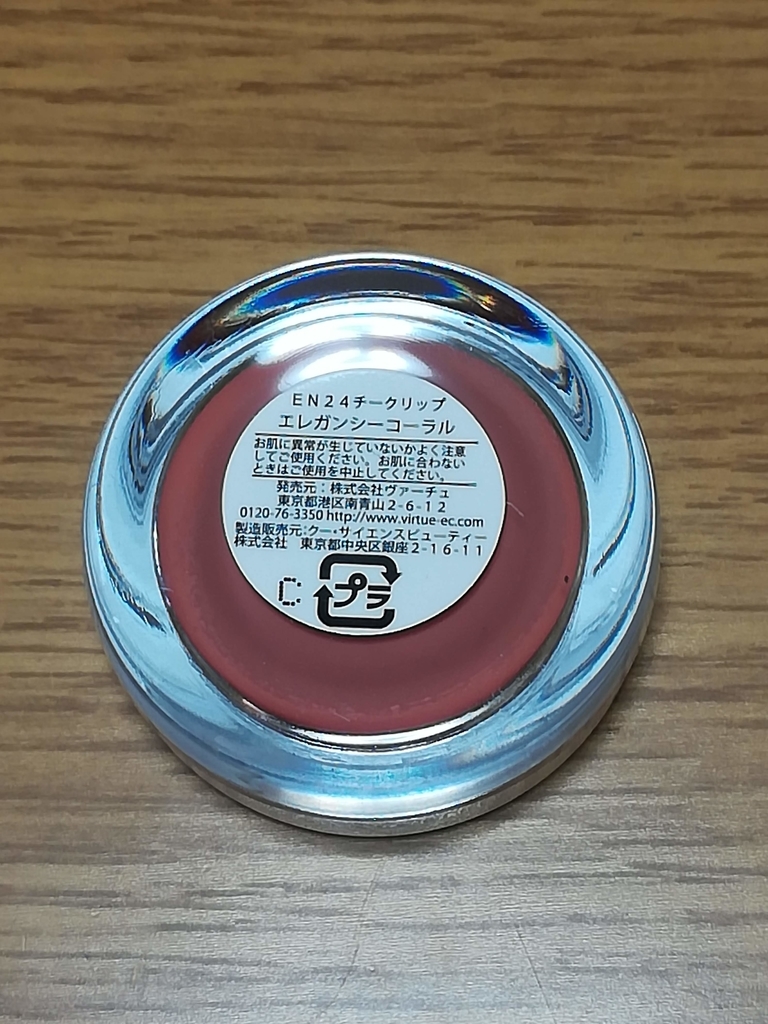 EN24チークリップ
エレガンシーコーラル
お肌に異常が生じていないかよく注意
してご使用ください。お肌に合わない
ときはご使用を中止してください。
発売元：株式会社ヴァーチュ
東京都港区南青山2-6-12
0120-76-3350 http://www.virtue-ec.com
製造販売元:クー・サイエンスビューティー
株式会社 東京都中央区銀座2-16-11
C プラ